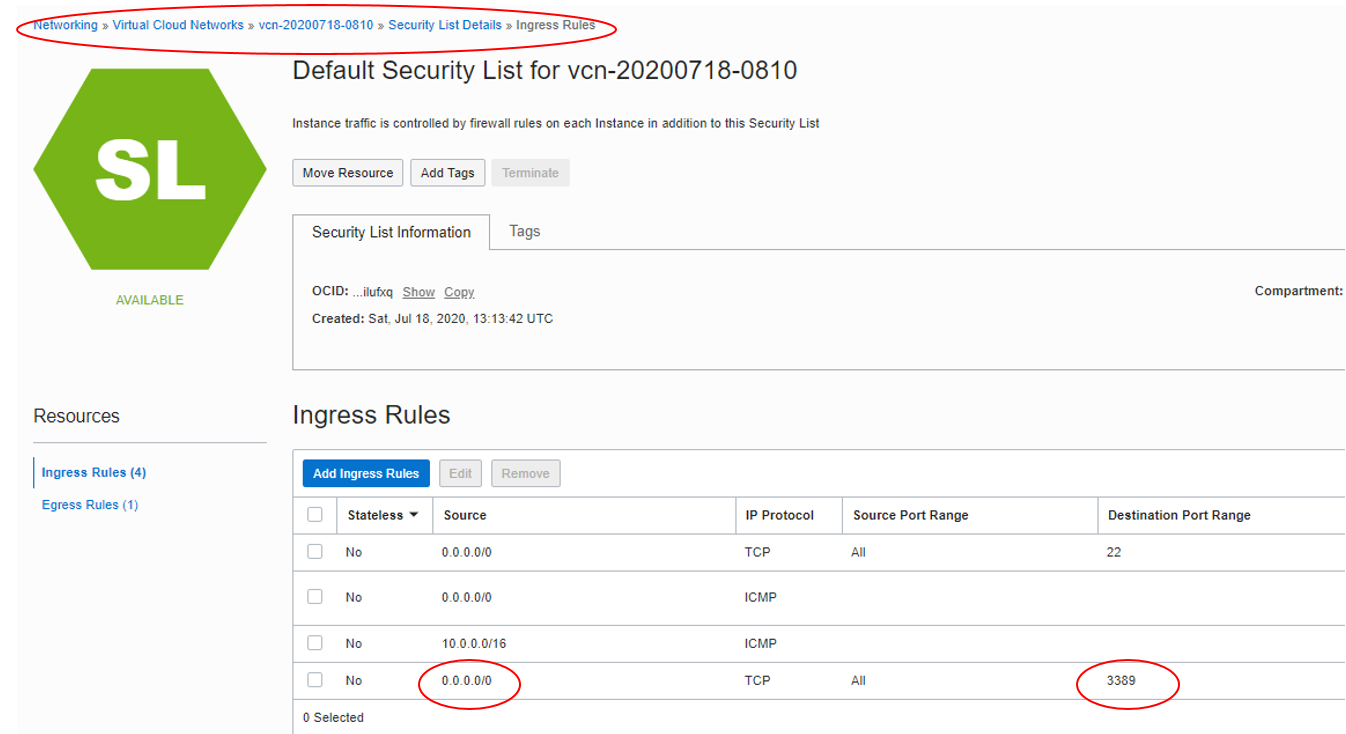 Networking » Virtual Cloud Networks » vcn-20200718-0810 » Security List Details » Ingress Rules
SL
AVAILABLE
Default Security List for vcn-20200718-0810
Instance traffic is controlled by firewall rules on each Instance in addition to this Security List
Move Resource Add Tags Terminate
Security List Information Tags
OCID: ...ilufxq Show Copy Compartment:
Created: Sat, Jul 18, 2020, 13:13:42 UTC
Resources
Ingress Rules (4)
Egress Rules (1)
Ingress Rules
Add Ingress Rules Edit Remove
Stateless Source IP Protocol Source Port Range Destination Port Range
No 0.0.0.0/0 TCP All 22
No 0.0.0.0/0 ICMP
No 10.0.0.0/16 ICMP
No 0.0.0.0/0 TCP All 3389
0 Selected